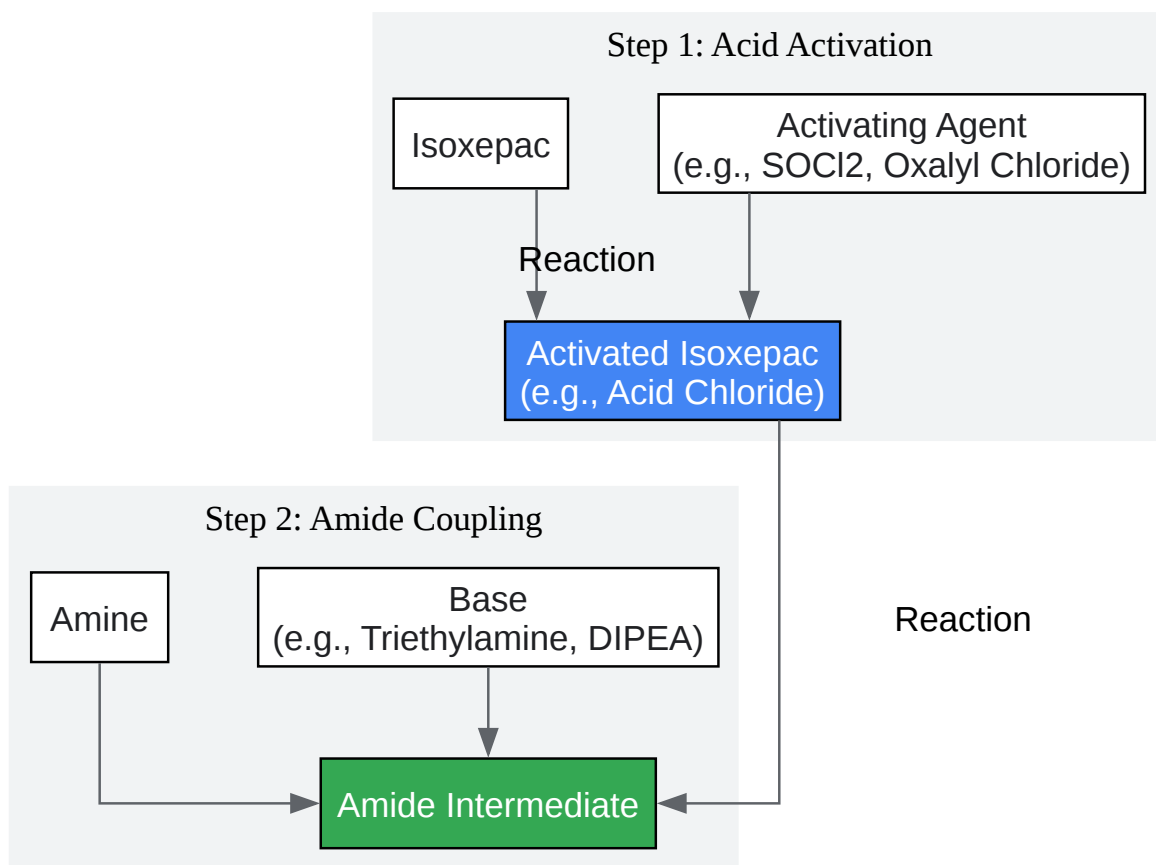 Step 1: Acid Activation
Isoxepac
Activating Agent
(e.g., SOCl2, Oxalyl Chloride)
Reaction
Activated Isoxepac
(e.g., Acid Chloride)
Step 2: Amide Coupling
Amine
Base
(e.g., Triethylamine, DIPEA)
Reaction
Amide Intermediate